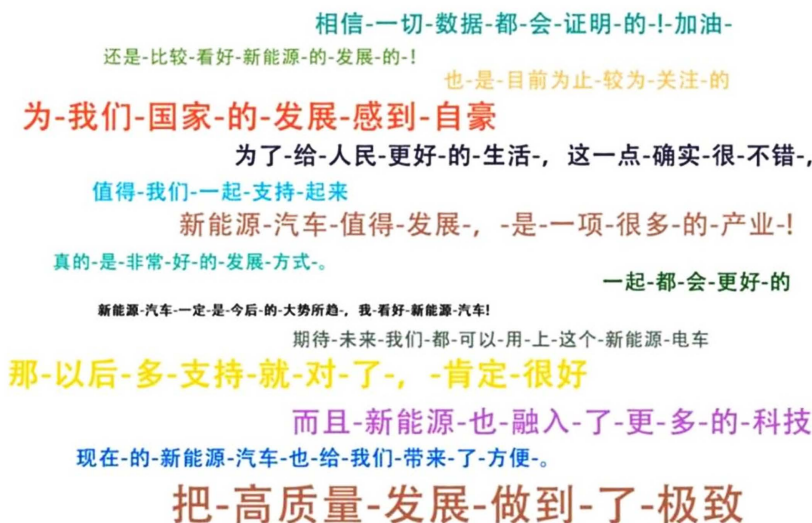 相信-一切-数据-都-会-证明-的-!-加油-
还是-比较-看好-新能源-的-发展-的-!
也-是-目前为止-较为-关注-的
为-我们-国家-的-发展-感到-自豪
为了-给-人民-更好-的-生活-，这一点-确实-很-不错-,
值得-我们-一起-支持-起来
新能源-汽车-值得-发展-，-是-一项-很多-的-产业-!
真的-是-非常-好-的-发展-方式-。
一起-都-会-更好-的
新能源-汽车-一定-是-今后-的-大势所趋-，我-看好-新能源-汽车!
期待-未来-我们-都-可以-用-上-这个-新能源-电车
那-以后-多-支持-就-对-了-，-肯定-很好
而且-新能源-也-融入-了-更-多-的-科技
现在-的-新能源-汽车-也-给-我们-带来-了-方便-。
把-高质量-发展-做到-了-极致